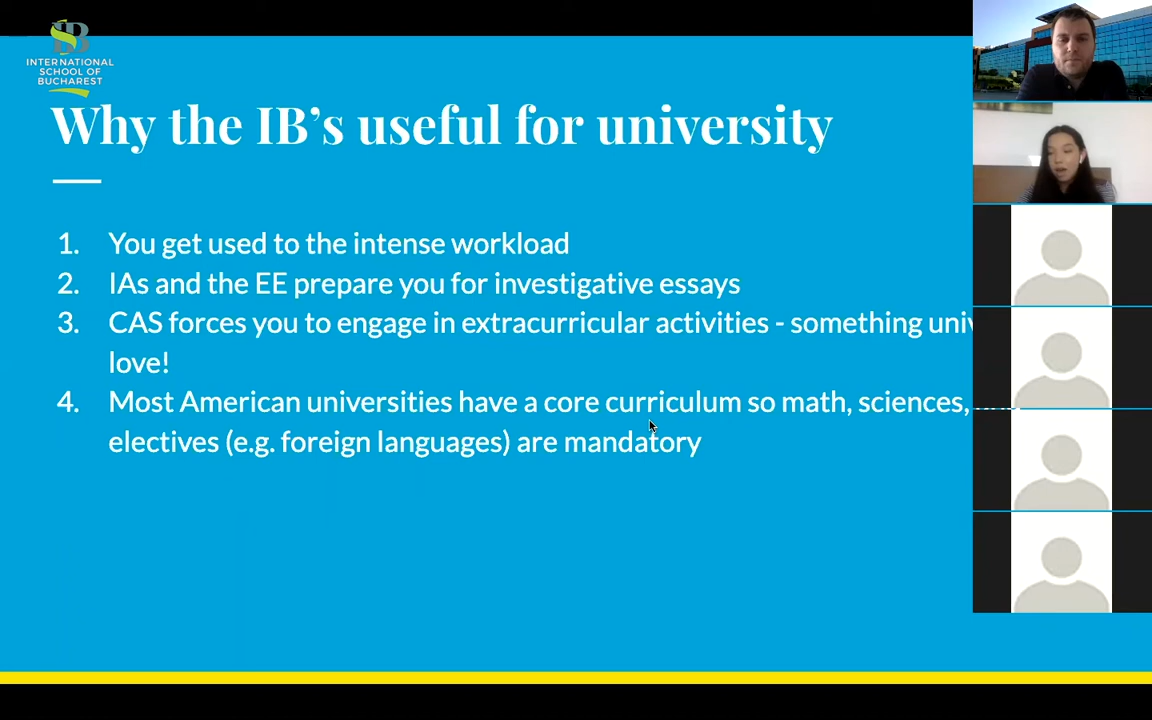 IB
INTERNATIONAL
SCHOOL OF
BUCHAREST
Why the IB's useful for university
1. You get used to the intense workload
2. IAs and the EE prepare you for investigative essays
3. CAS forces you to engage in extracurricular activities - something
love!
4. Most American universities have a core curriculum so math, sciences,
electives (e.g. foreign languages) are mandatory